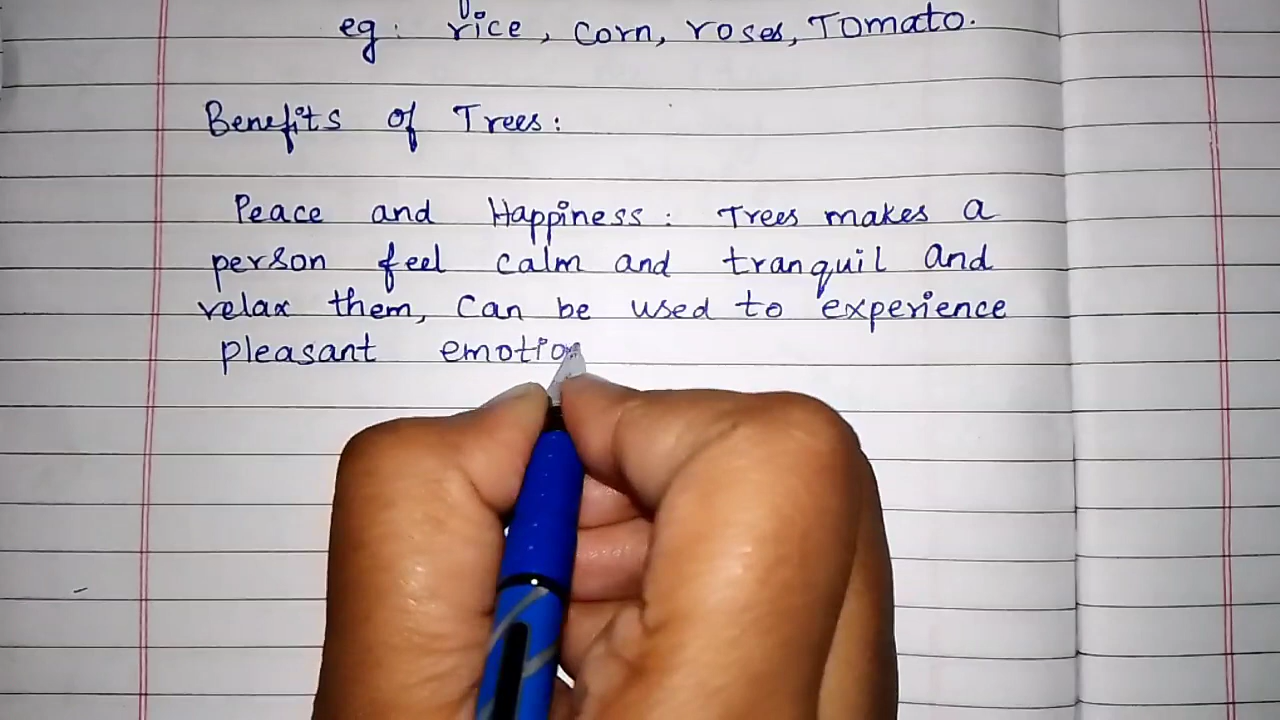 eg: rice, corn, roses, Tomato.
Benefits of Trees:
Peace and Happiness: Trees makes a
person feel calm and tranquil and
relax them, Can be used to experience
pleasant emotion